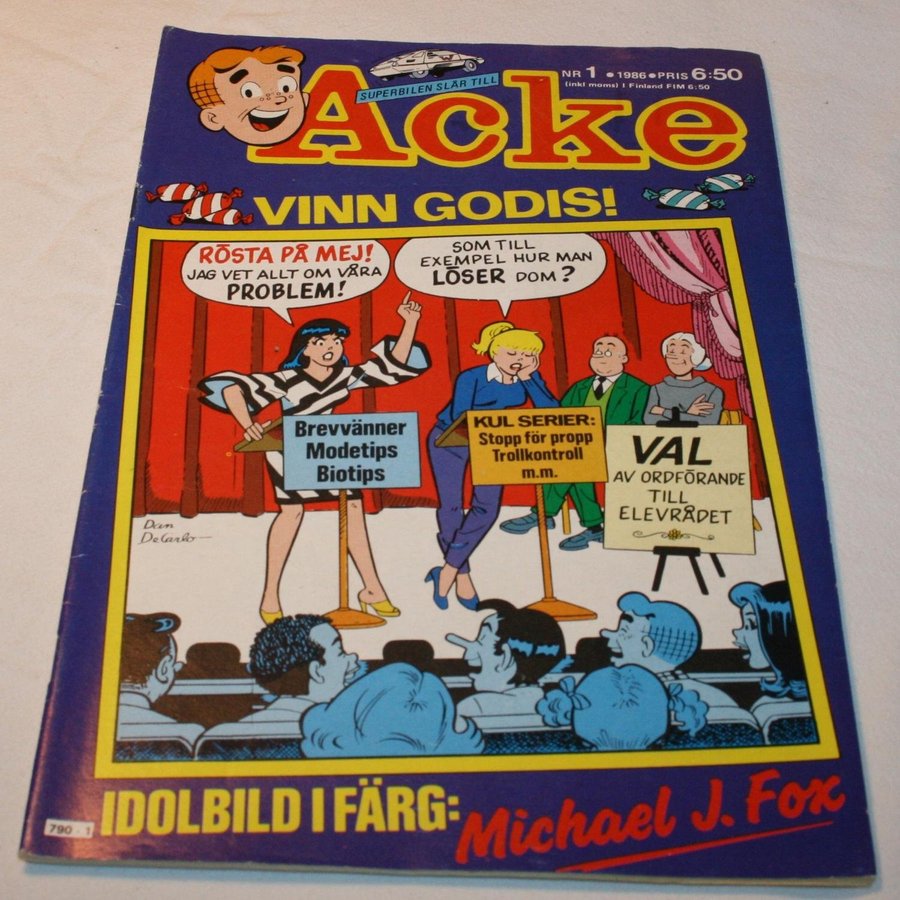 SUPERBILEN SLÅR TILL
NR 1 • 1986 • PRIS 6:50
(inkl moms) I Finland FIM 6:50
Acke
VINN GODIS!
RÖSTA PÅ MEJ!
JAG VET ALLT OM VÅRA
PROBLEM!
SOM TILL
EXEMPEL HUR MAN
LÖSER DOM?
Brevvänner
Modetips
Biotips
KUL SERIER:
Stopp för propp
Trollkontroll
m.m.
VAL
AV ORDFÖRANDE
TILL
ELEVRÅDET
Dan
DeCarlo
790 - 1
IDOLBILD I FÄRG:
Michael J. Fox